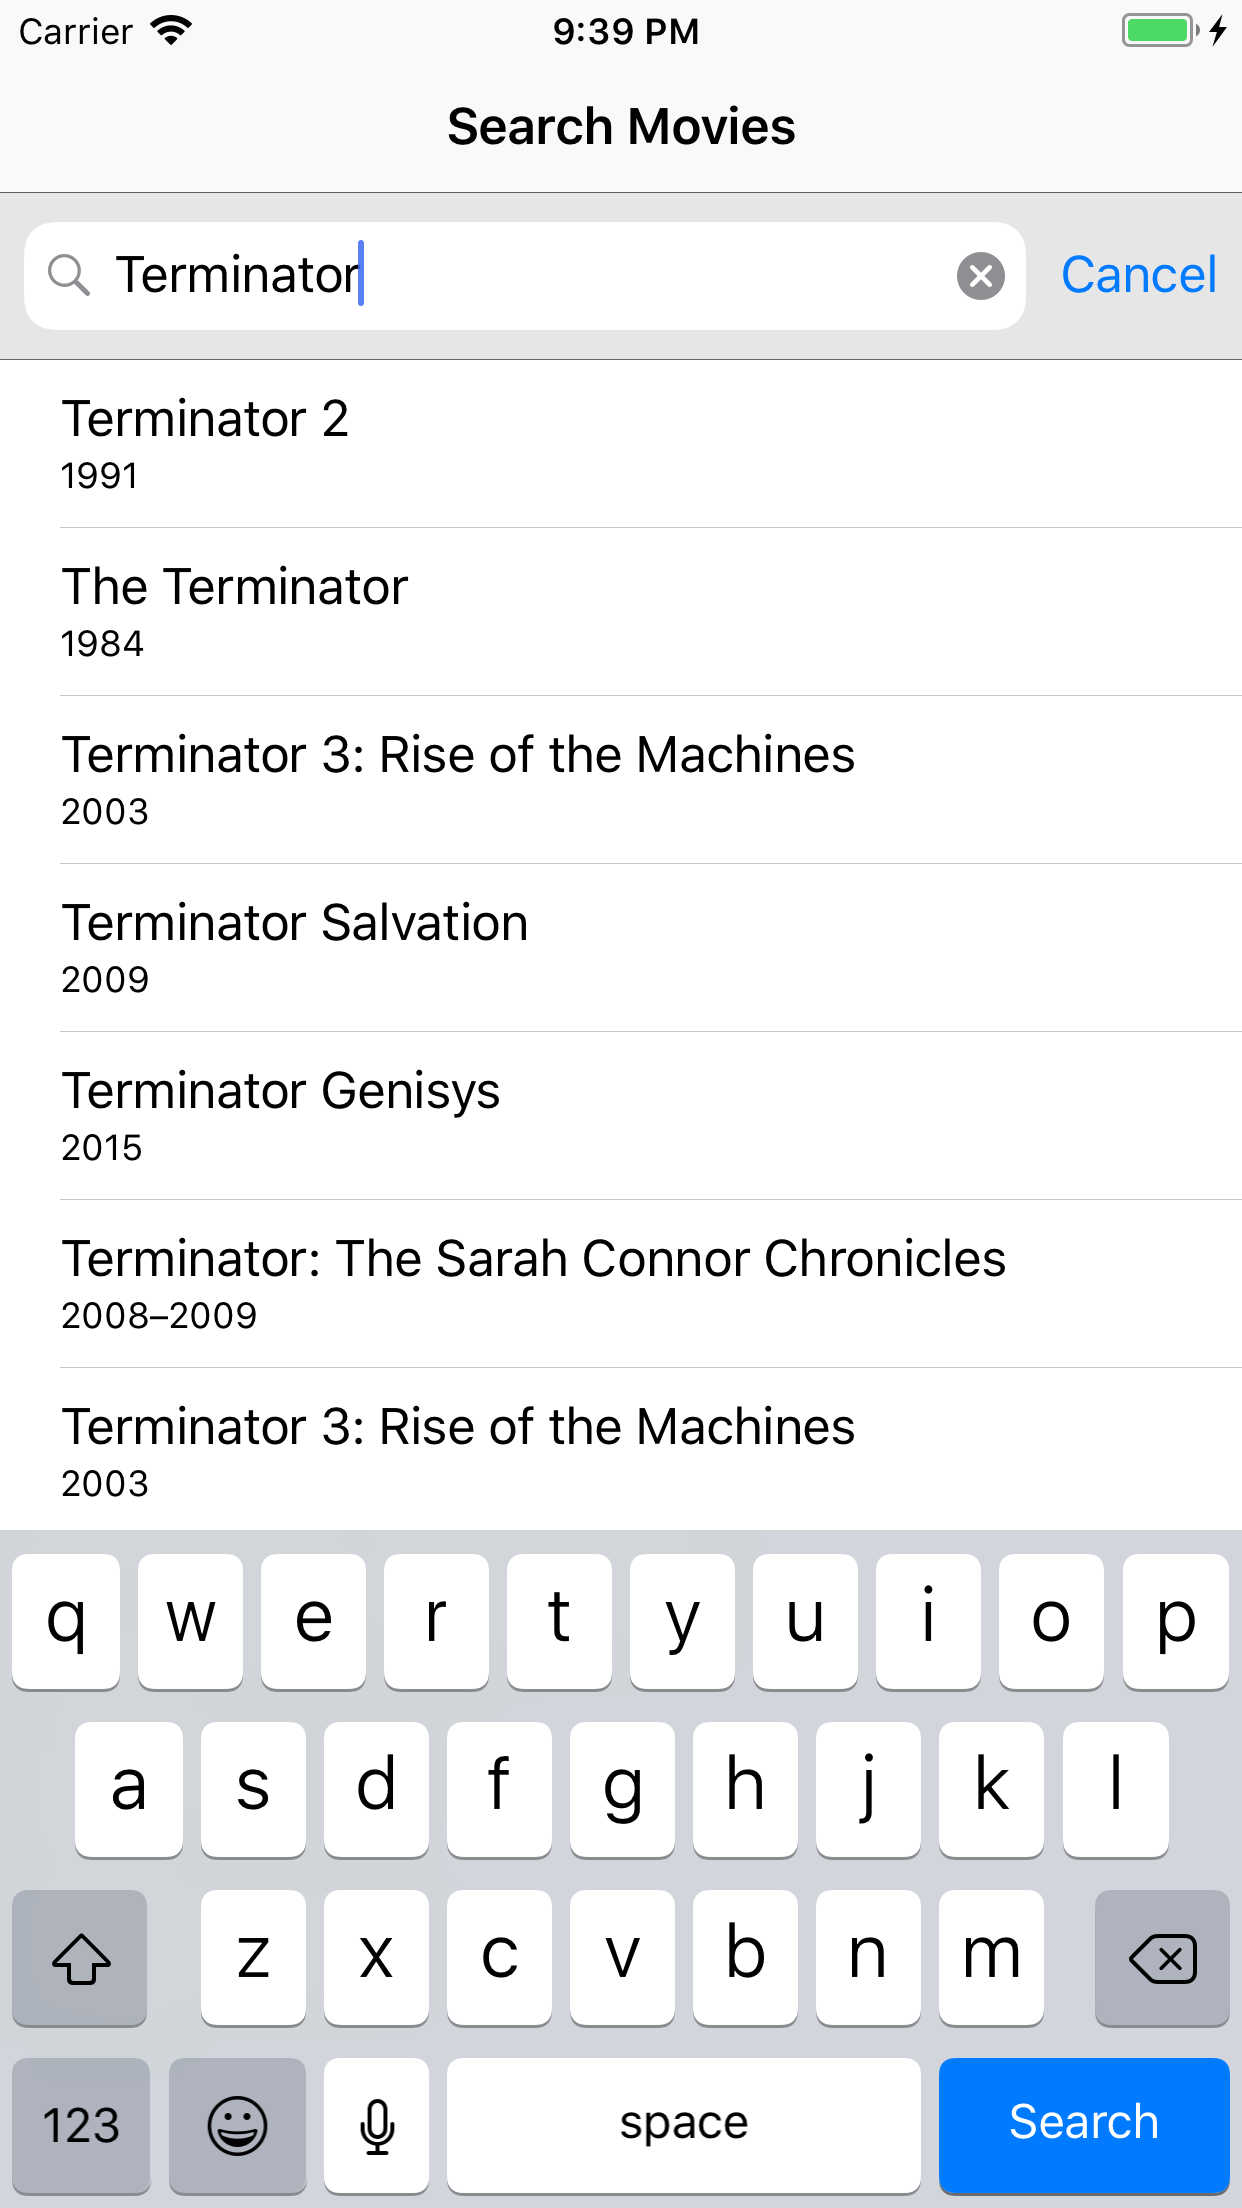 Carrier 9:39 PM
Search Movies
Terminator Cancel
Terminator 2
1991
The Terminator
1984
Terminator 3: Rise of the Machines
2003
Terminator Salvation
2009
Terminator Genisys
2015
Terminator: The Sarah Connor Chronicles
2008–2009
Terminator 3: Rise of the Machines
2003
q w e r t y u i o p
a s d f g h j k l
z x c v b n m
123 space Search